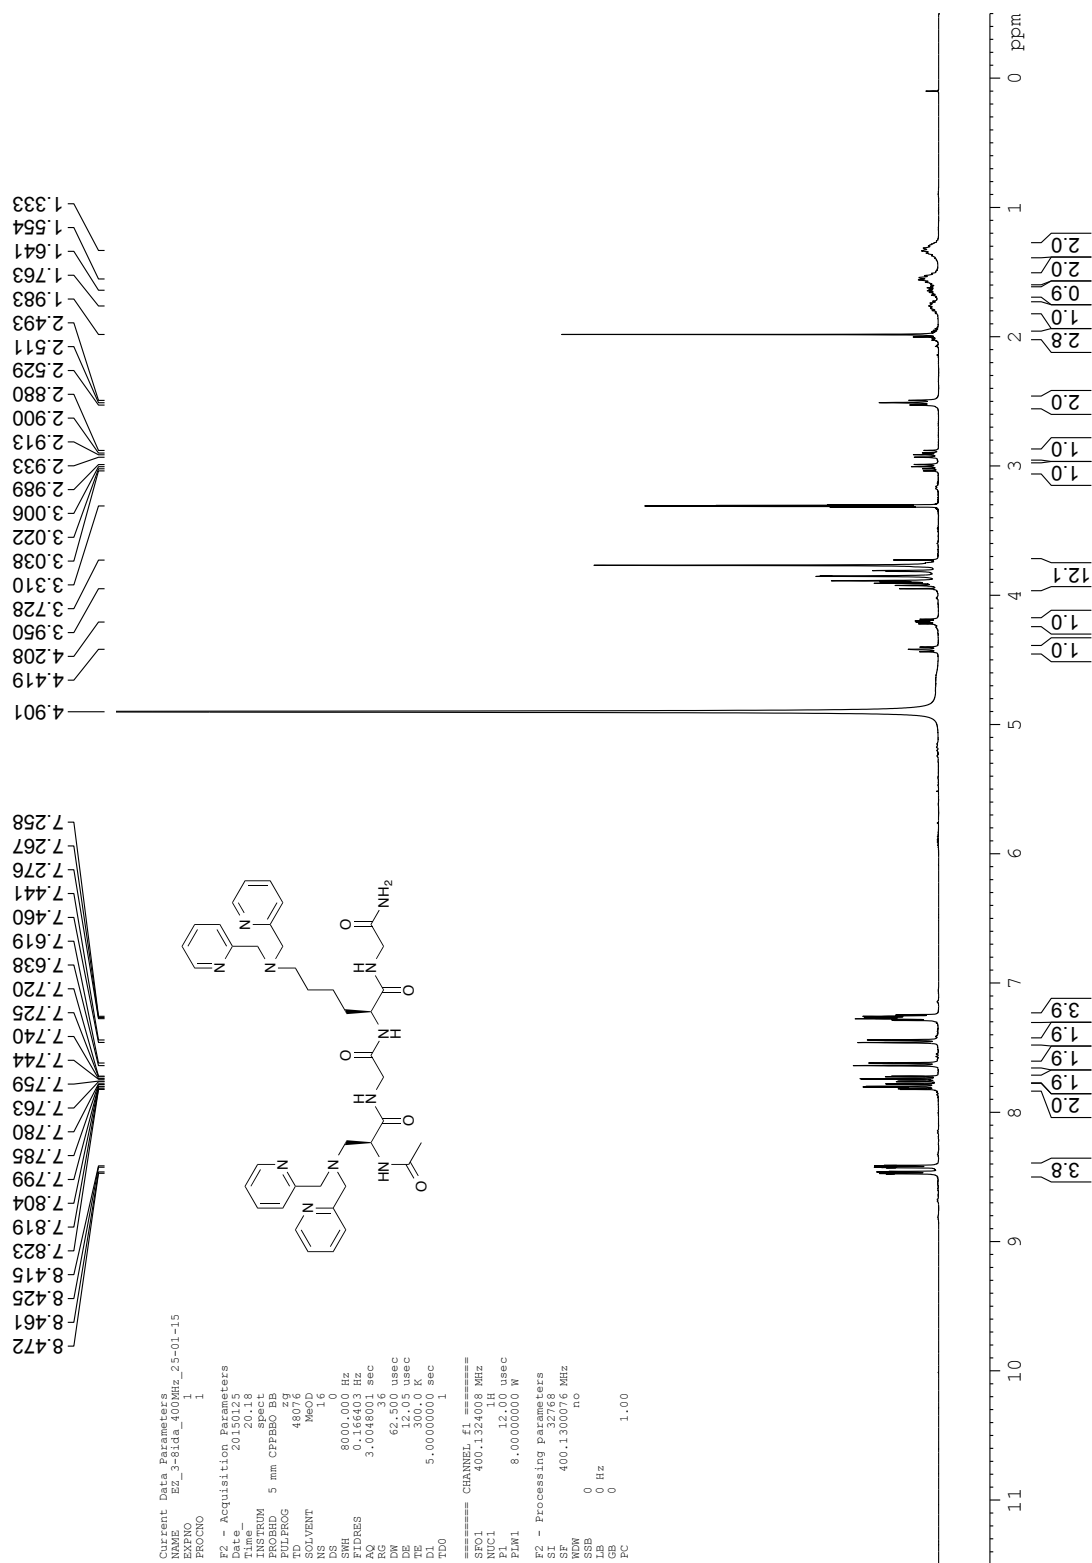 8.472
8.461
8.425
8.415
7.823
7.819
7.804
7.799
7.785
7.780
7.763
7.759
7.744
7.740
7.725
7.720
7.638
7.619
7.460
7.441
7.276
7.267
7.258
4.901
4.419
4.208
3.950
3.728
3.310
3.038
3.022
3.006
2.989
2.933
2.913
2.900
2.880
2.529
2.511
2.493
1.983
1.763
1.641
1.554
1.333
Current Data Parameters
NAME EZ_3-8ida_400MHz_25-01-15
EXPNO 1
PROCNO 1
F2 - Acquisition Parameters
Date_ 20150125
Time 20.18
INSTRUM spect
PROBHD 5 mm CPPBBO BB
PULPROG zg
TD 48076
SOLVENT MeOD
NS 16
DS 0
SWH 8000.000 Hz
FIDRES 0.166403 Hz
AQ 3.0048001 sec
RG 36
DW 62.500 usec
DE 12.05 usec
TE 300.0 K
D1 5.00000000 sec
TD0 1
======== CHANNEL f1 ========
SFO1 400.1324008 MHz
NUC1 1H
P1 12.00 usec
PLW1 8.00000000 W
F2 - Processing parameters
SI 32768
SF 400.1300076 MHz
WDW no
SSB 0
LB 0 Hz
GB 0
PC 1.00
N
N
N
N
N
N
O
HN
O
H
N
O
N
H
O
H
N
O
NH2
11 10 9 8 7 6 5 4 3 2 1 0 ppm
3.8
2.0
1.9
1.9
1.9
3.9
1.0
1.0
12.1
1.0
1.0
2.0
2.8
1.0
0.9
2.0
2.0